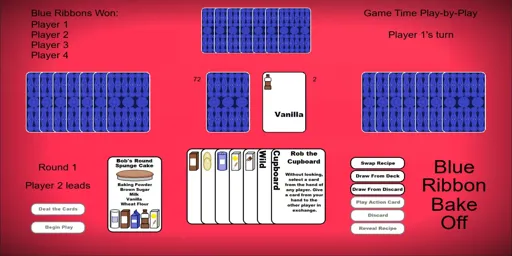 Blue Ribbons Won:
Player 1
Player 2
Player 3
Player 4
Game Time Play-by-Play
Player 1's turn
72
2
Vanilla
Round 1
Player 2 leads
Deal the Cards
Begin Play
Bob's Round
Spunge Cake
Baking Powder
Brown Sugar
Milk
Vanilla
Wheat Flour
Wild
Cupboard
Rob the
Cupboard
Without looking,
select a card
from the hand of
any player. Give
a card from your
hand to the
other player in
exchange.
Swap Recipe
Draw From Deck
Draw From Discard
Play Action Card
Discard
Reveal Recipe
Blue
Ribbon
Bake
Off